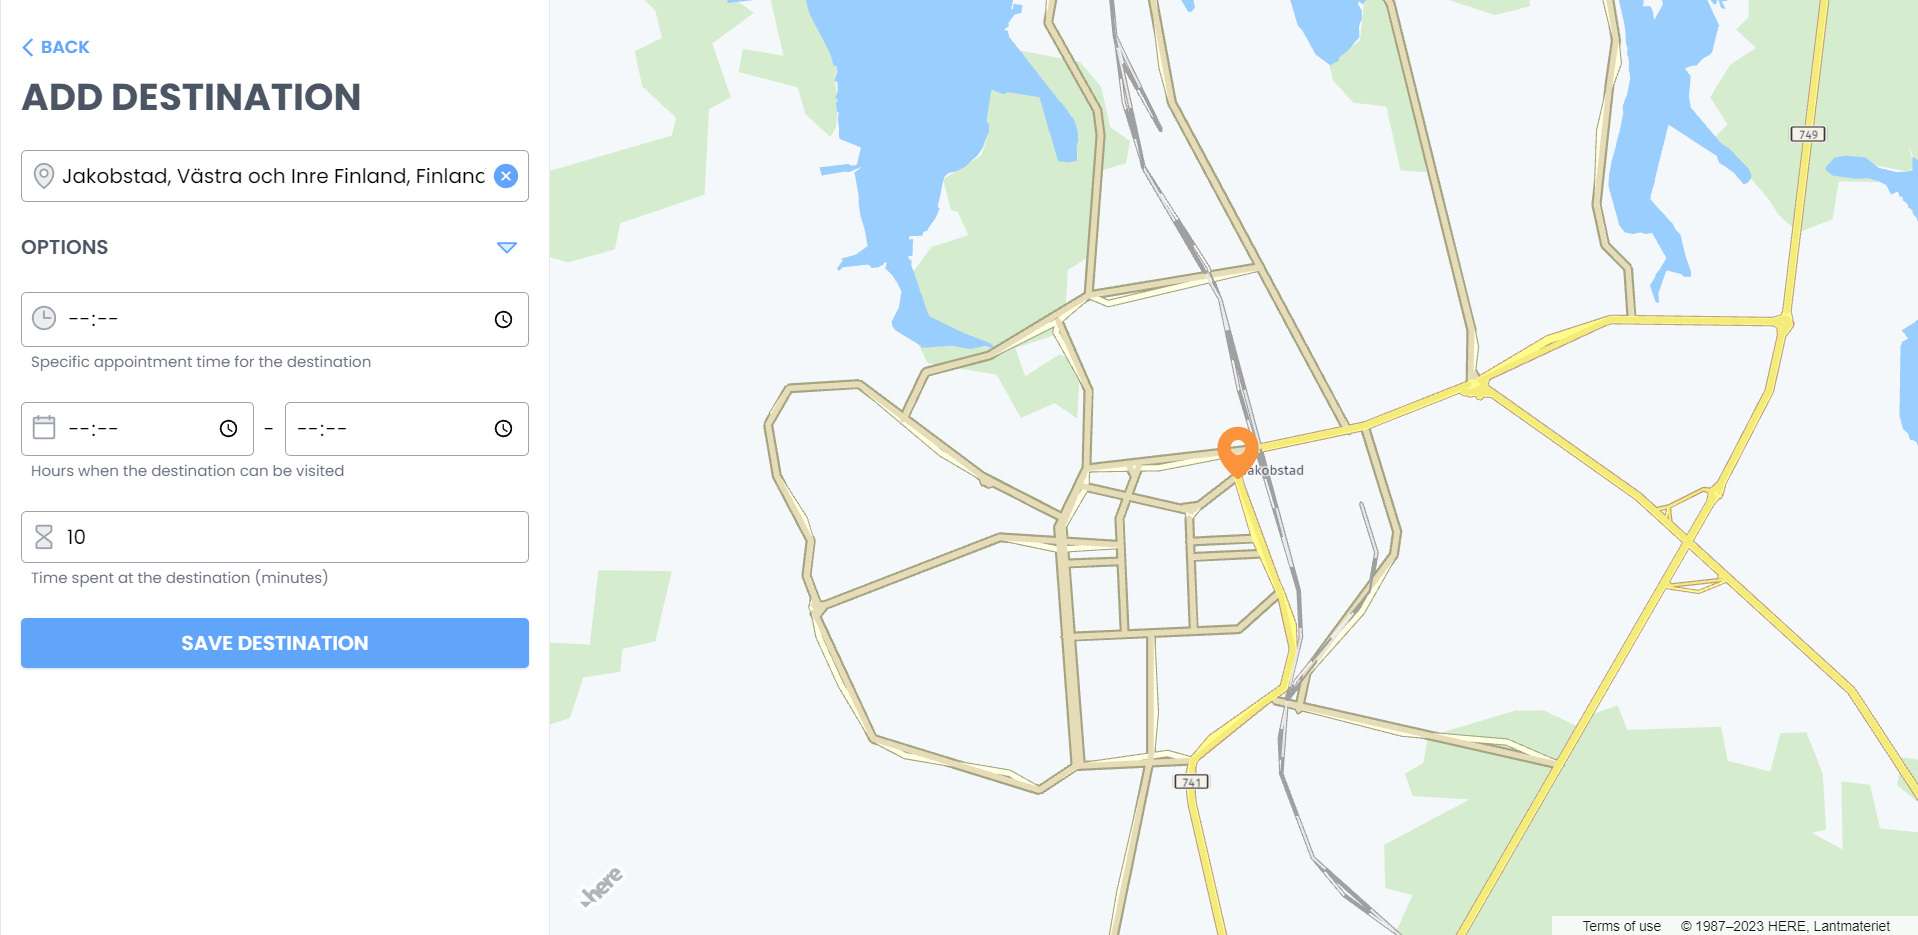 BACK
ADD DESTINATION
Jakobstad, Västra och Inre Finland, Finland
OPTIONS
--:--
Specific appointment time for the destination
--:-- - --:--
Hours when the destination can be visited
10
Time spent at the destination (minutes)
SAVE DESTINATION
749
Jakobstad
741
here
Terms of use © 1987–2023 HERE, Lantmateriet